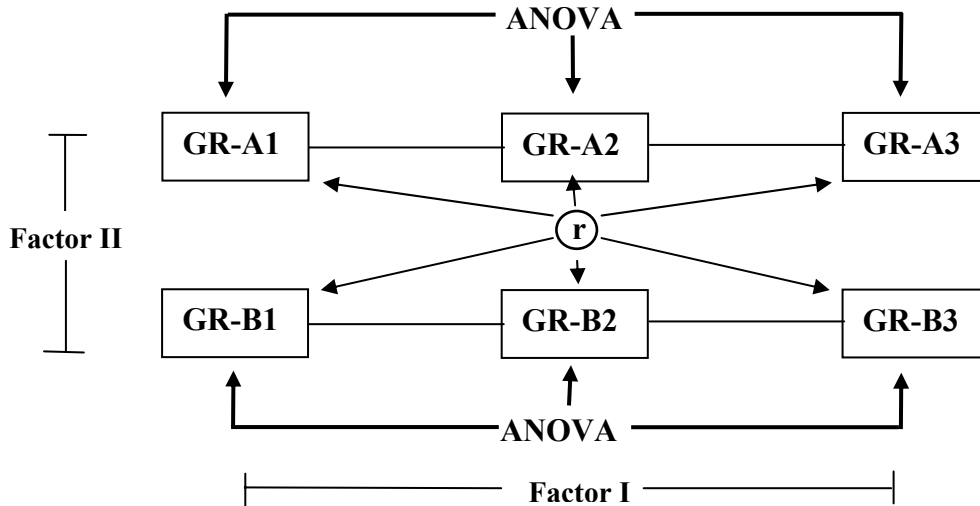 ANOVA
GR-A1 GR-A2 GR-A3
r
Factor II
GR-B1 GR-B2 GR-B3
ANOVA
Factor I